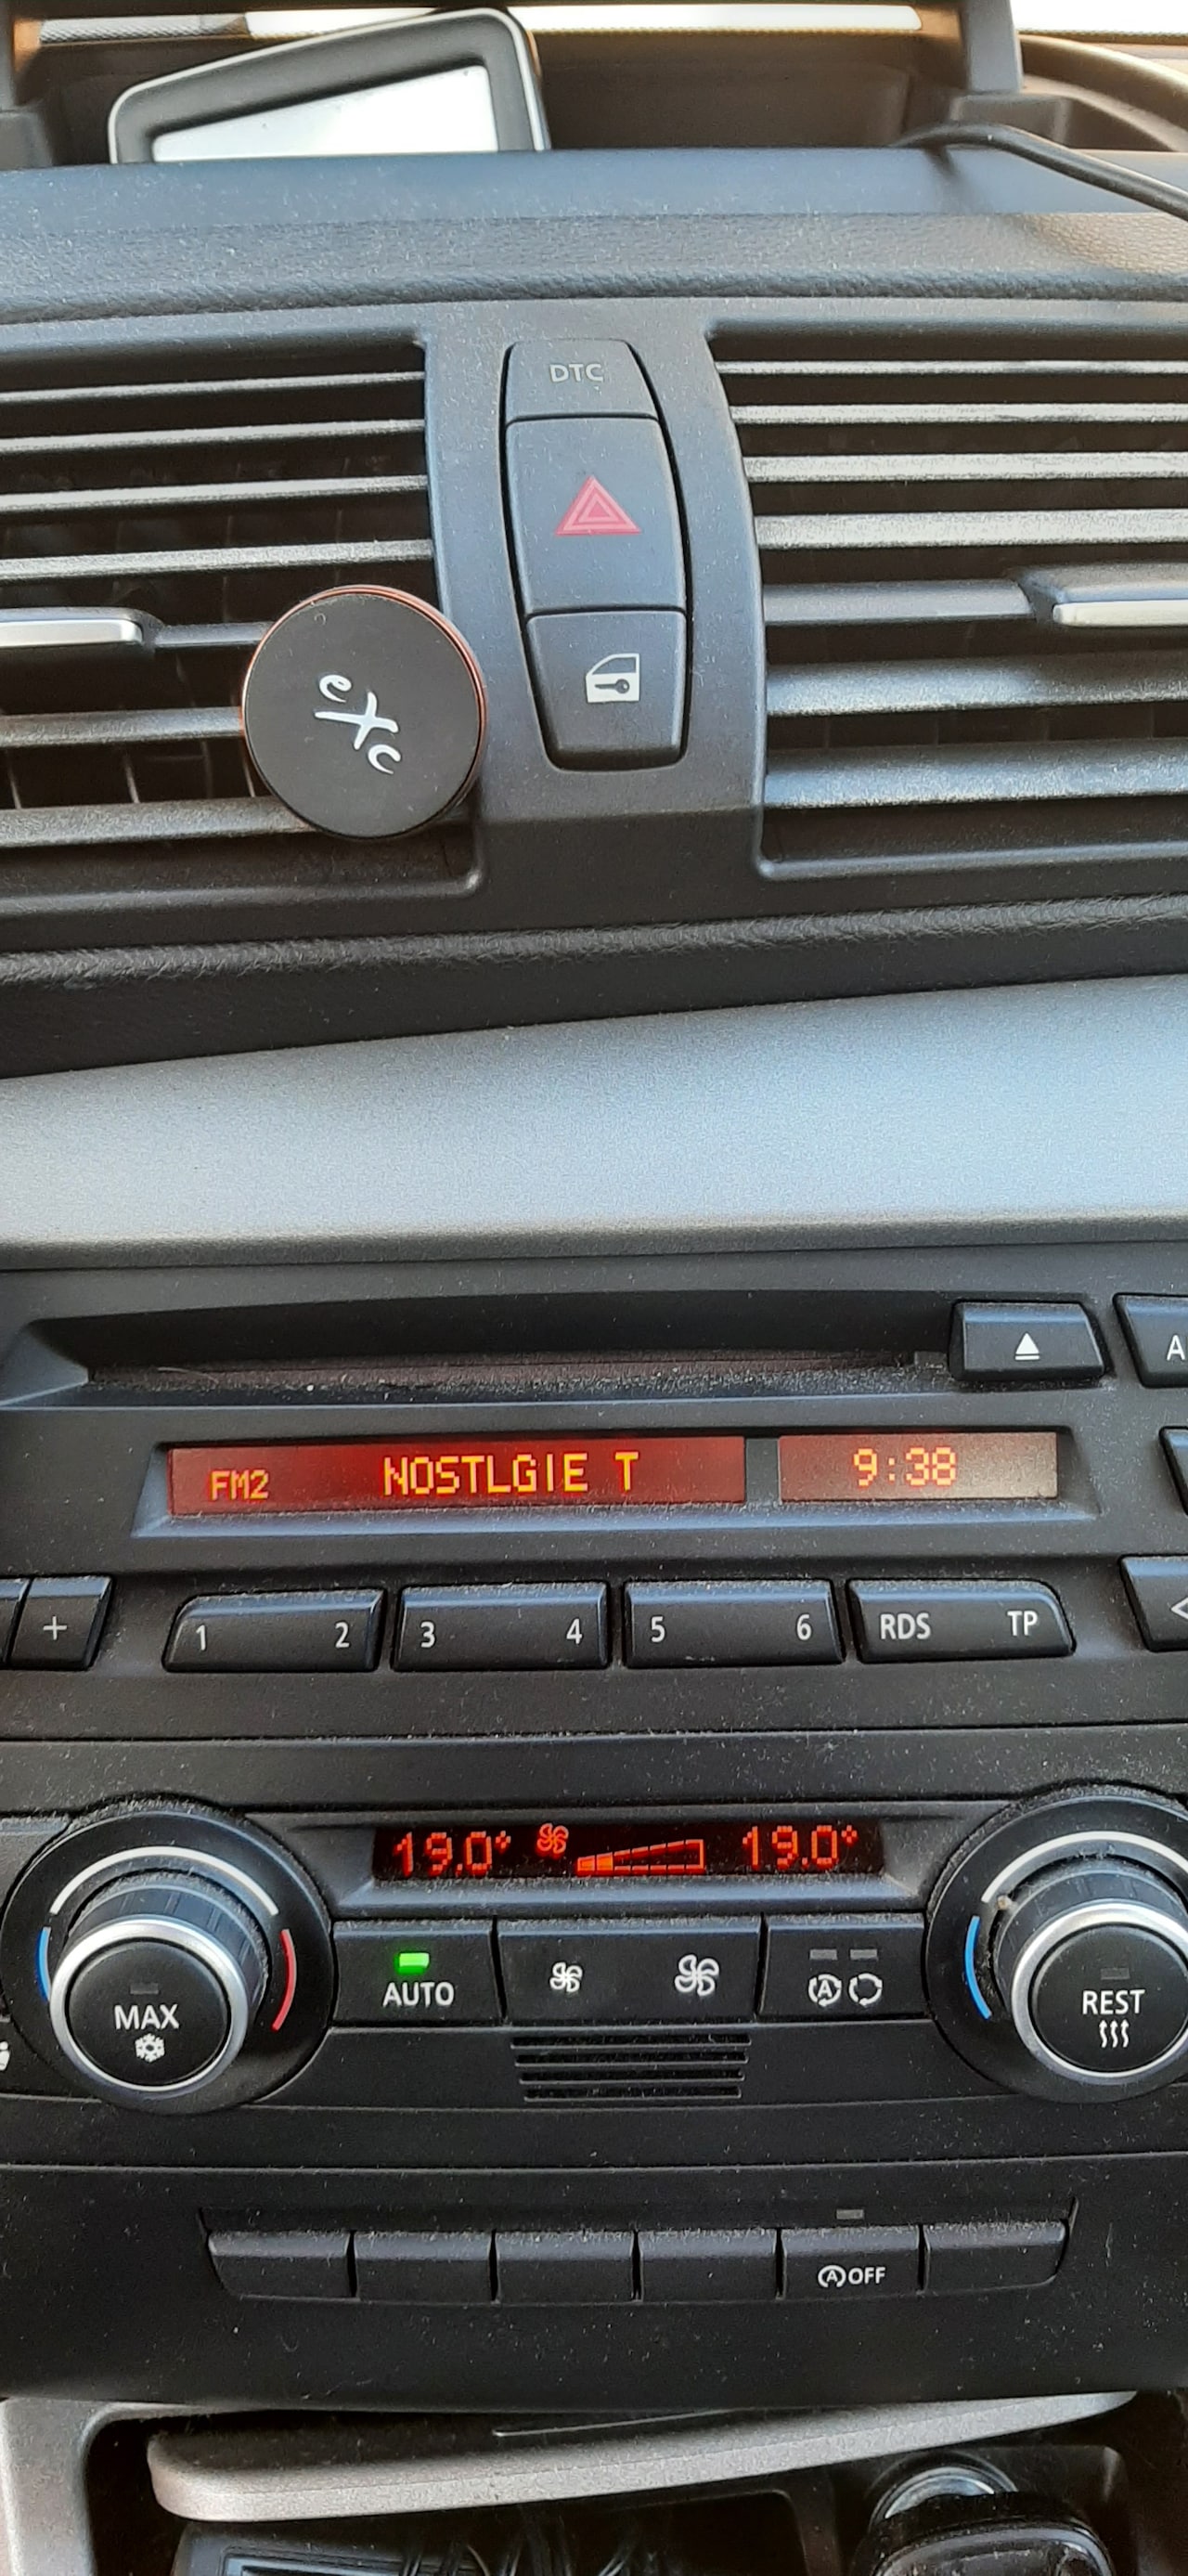 DTC
eXc
A
FM2 NOSTLGIE T 9:38
+ 1 2 3 4 5 6 RDS TP <
19.0° 19.0°
MAX AUTO A REST
A OFF